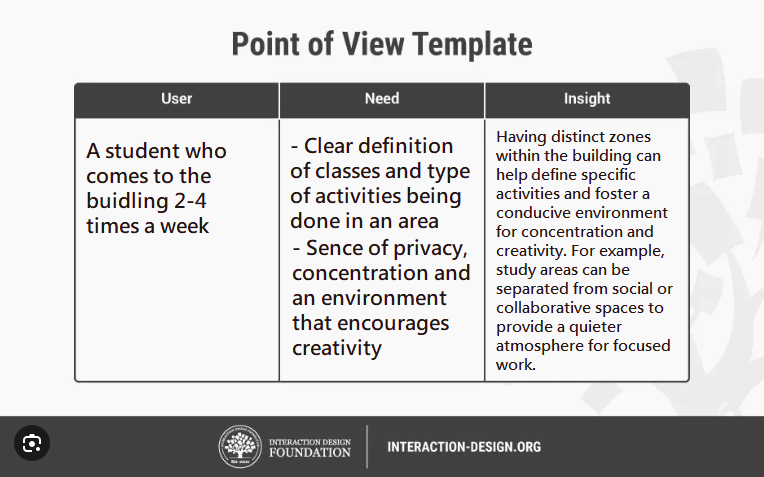 Point of View Template
User
Need
Insight
A student who
comes to the
buidling 2-4
times a week
- Clear definition
of classes and type
of activities being
done in an area
- Sence of privacy,
concentration and
an environment
that encourages
creativity
Having distinct zones
within the building can
help define specific
activities and foster a
conducive environment
for concentration and
creativity. For example,
study areas can be
separated from social or
collaborative spaces to
provide a quieter
atmosphere for focused
work.
INTERACTION DESIGN
FOUNDATION
INTERACTION-DESIGN.ORG